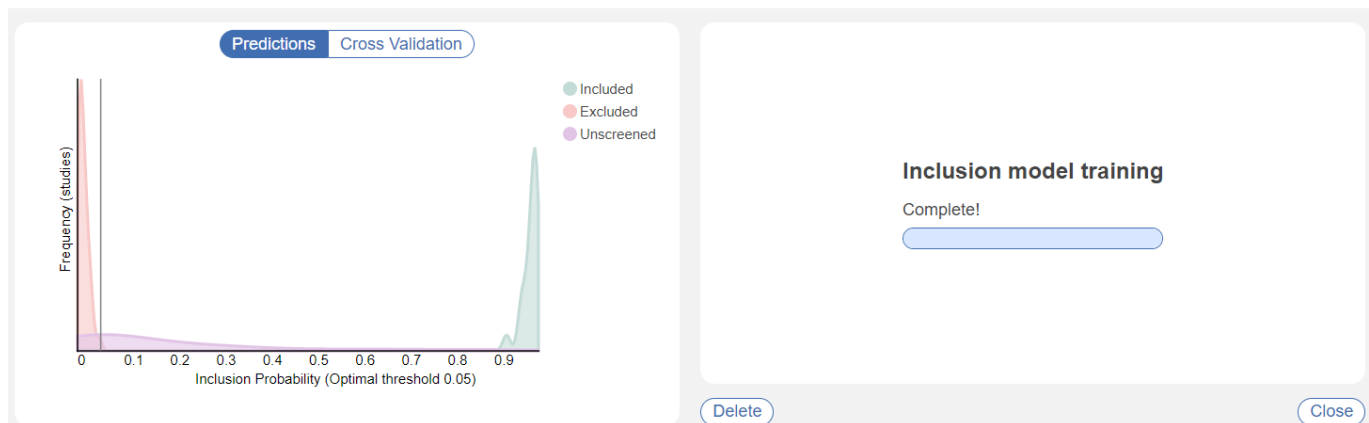 Predictions
Cross Validation
Included
Excluded
Unscreened
Frequency (studies)
0 0.1 0.2 0.3 0.4 0.5 0.6 0.7 0.8 0.9
Inclusion Probability (Optimal threshold 0.05)
Inclusion model training
Complete!
Delete
Close